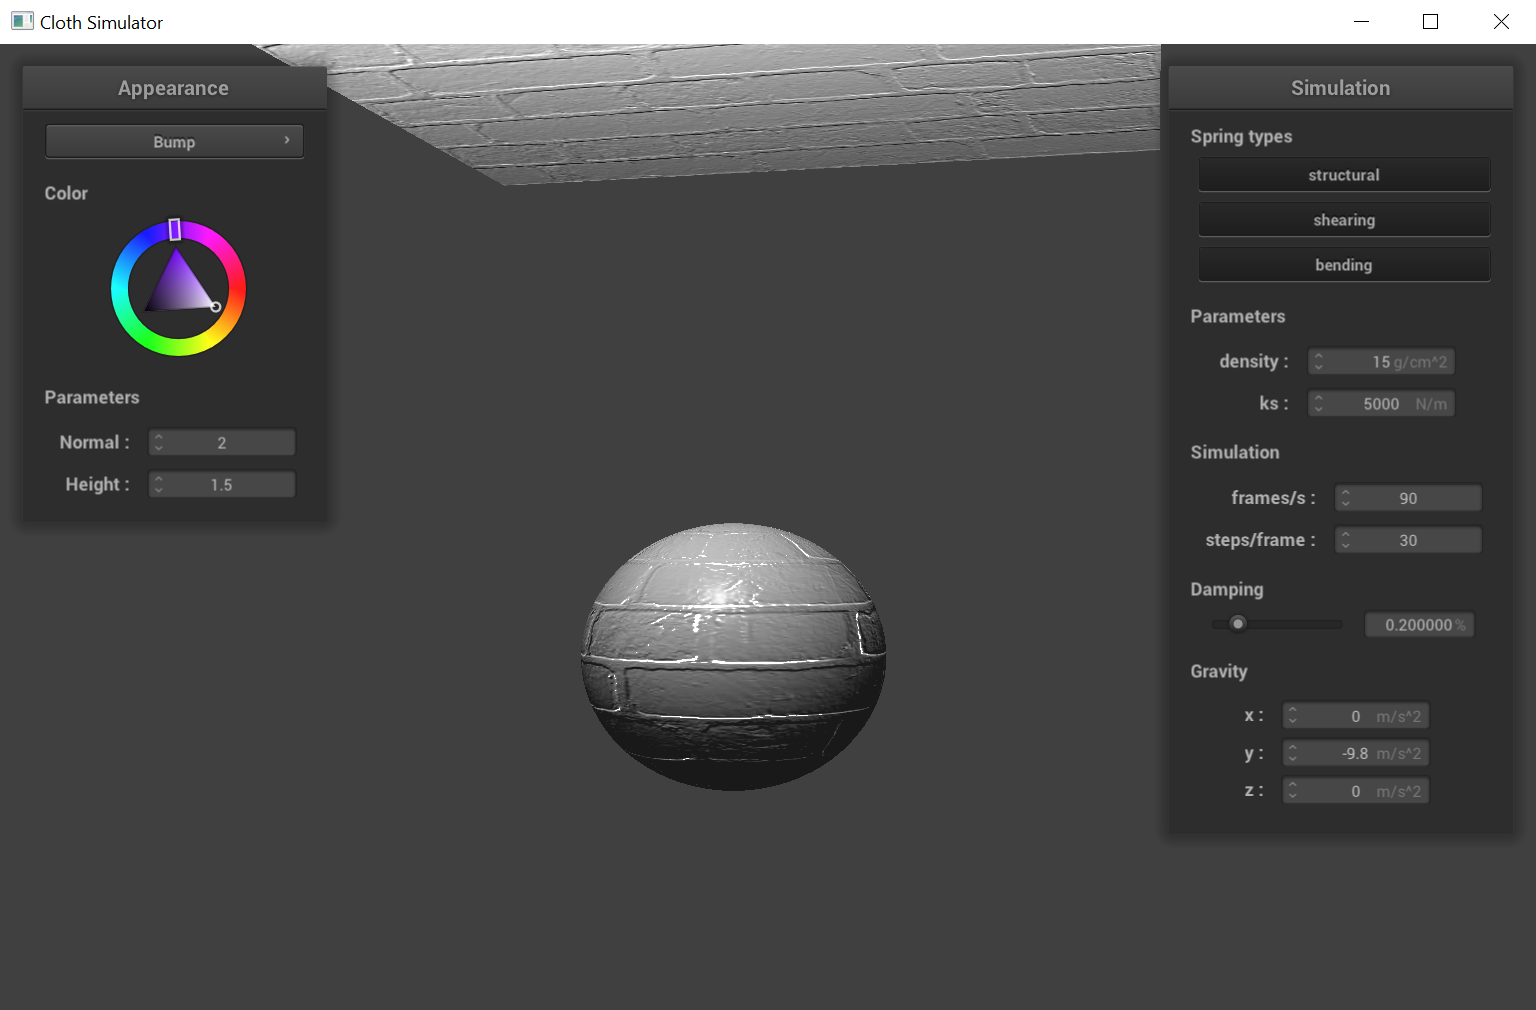 Cloth Simulator
Appearance
Bump
Color
Parameters
Normal : 2
Height : 1.5
Simulation
Spring types
structural
shearing
bending
Parameters
density : 15 g/cm^2
ks : 5000 N/m
Simulation
frames/s : 90
steps/frame : 30
Damping
0.200000 %
Gravity
x : 0 m/s^2
y : -9.8 m/s^2
z : 0 m/s^2